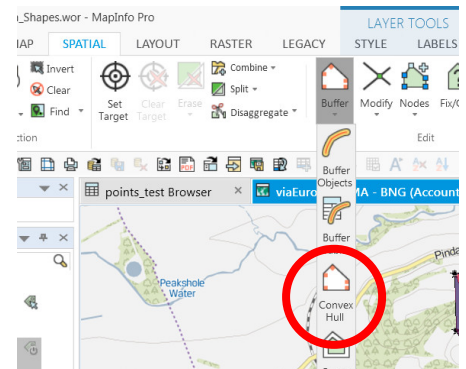 _Shapes.wor - MapInfo Pro
LAYER TOOLS
MAP SPATIAL LAYOUT RASTER LEGACY STYLE LABELS
Invert
Clear
Find
Set Target
Clear Target
Erase
Combine
Split
Disaggregate
Buffer
Modify
Nodes
Fix/
Edit
points_test Browser × viaEuro
MA - BNG (Account
Buffer
Objects
Buffer
Convex
Hull
Peakshole
Water
Pinda